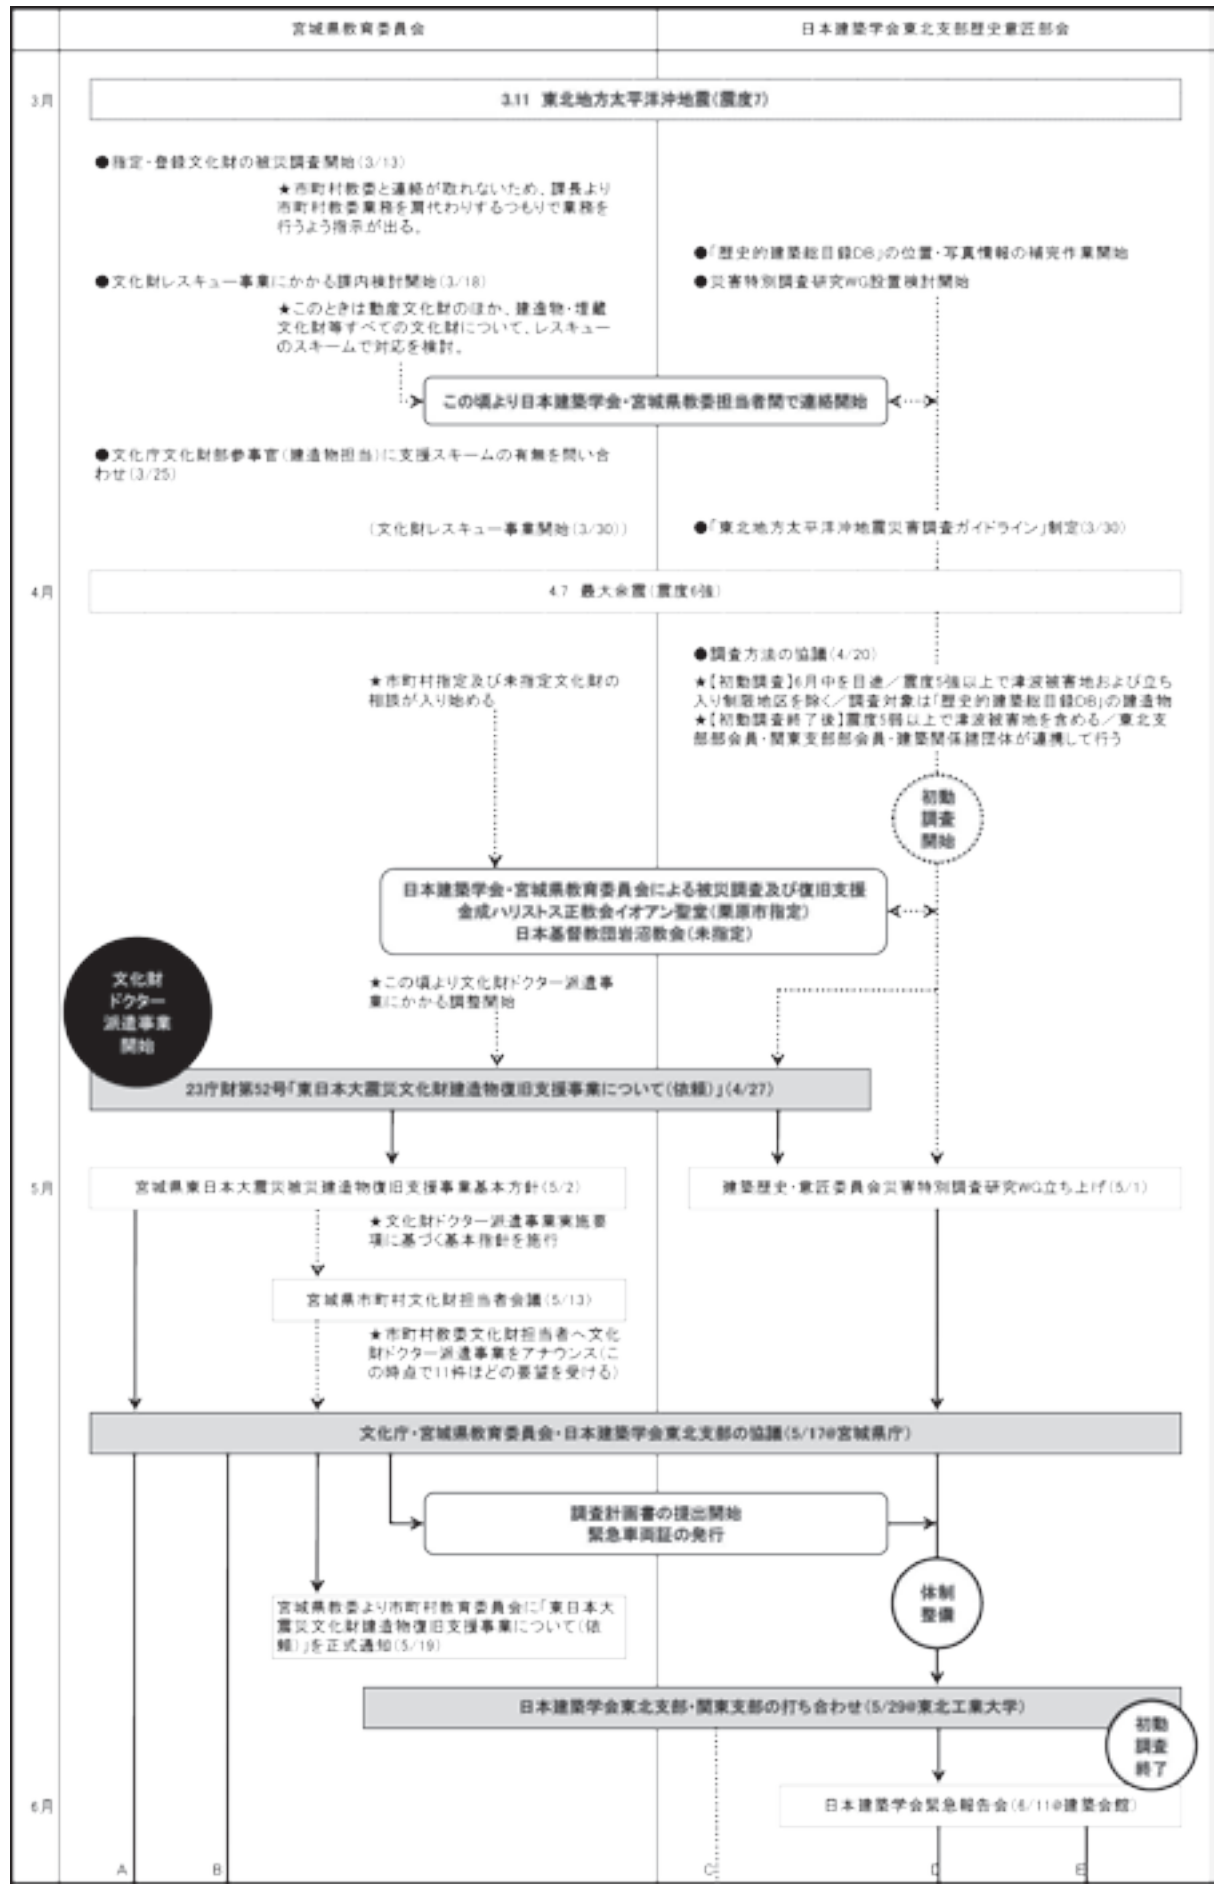 宮城県教育委員会
日本建築学会東北支部歴史意匠部会
3月
3.11 東北地方太平洋沖地震(震度7)
●指定・登録文化財の被災調査開始(3/13)
★市町村教委と連絡が取れないため、課長より
市町村教委業務を肩代わりするつもりで業務を
行うよう指示が出る。
●「歴史的建築総目録DB」の位置・写真情報の補完作業開始
●文化財レスキュー事業にかかる課内検討開始(3/18)
●災害特別調査研究WG設置検討開始
★このときは動産文化財のほか、建造物・埋蔵
文化財等すべての文化財について、レスキュー
のスキームで対応を検討。
この頃より日本建築学会・宮城県教委担当者間で連絡開始
●文化庁文化財部参事官(建造物担当)に支援スキームの有無を問い合
わせ(3/25)
(文化財レスキュー事業開始(3/30))
●「東北地方太平洋沖地震災害調査ガイドライン」制定(3/30)
4月
4.7 最大余震(震度6強)
●調査方法の協議(4/20)
★市町村指定及び未指定文化財の
相談が入り始める
★【初動調査】6月中を目途/震度5強以上で津波被害地および立ち
入り制限地区を除く/調査対象は「歴史的建築総目録DB」の建造物
★【初動調査終了後】震度5弱以上で津波被害地を含める/東北支
部部会員・関東支部部会員・建築関係諸団体が連携して行う
初動
調査
開始
日本建築学会・宮城県教育委員会による被災調査及び復旧支援
金成ハリストス正教会イオアン聖堂(栗原市指定)
日本基督教団岩沼教会(未指定)
文化財
ドクター
派遣事業
開始
★この頃より文化財ドクター派遣事
業にかかる調整開始
23庁財第52号「東日本大震災文化財建造物復旧支援事業について(依頼)」(4/27)
5月
宮城県東日本大震災被災建造物復旧支援事業基本方針(5/2)
建築歴史・意匠委員会災害特別調査研究WG立ち上げ(5/1)
★文化財ドクター派遣事業実施要
項に基づく基本指針を施行
宮城県市町村文化財担当者会議(5/13)
★市町村教委文化財担当者へ文化
財ドクター派遣事業をアナウンス(こ
の時点で11件ほどの要望を受ける)
文化庁・宮城県教育委員会・日本建築学会東北支部の協議(5/17@宮城県庁)
調査計画書の提出開始
緊急車両証の発行
体制
整備
宮城県教委より市町村教育委員会に「東日本大
震災文化財建造物復旧支援事業について(依
頼)」を正式通知(5/19)
日本建築学会東北支部・関東支部の打ち合わせ(5/29@東北工業大学)
初動
調査
終了
6月
日本建築学会緊急報告会(6/11@建築会館)
A
B
C
D
E